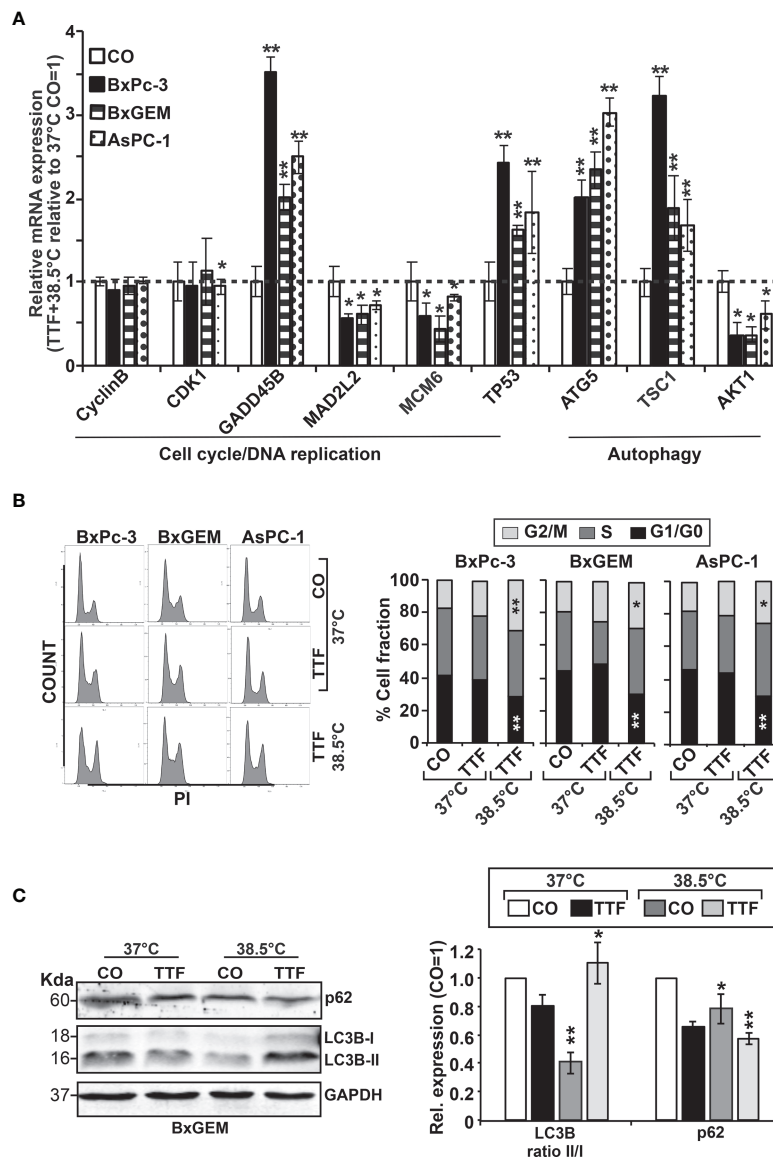 A
Relative mRNA expression
(TTF+38.5°C relative to 37°C CO=1)
4
3
2
1
0
CO
BxPc-3
BxGEM
AsPC-1
** ** ** * * * * * * * ** ** ** ** ** ** ** ** ** * * *
CyclinB CDK1 GADD45B MAD2L2 MCM6 TP53 ATG5 TSC1 AKT1
Cell cycle/DNA replication Autophagy
B
BxPc-3 BxGEM AsPC-1
COUNT
CO
TTF
37°C
TTF
38.5°C
PI
G2/M S G1/G0
BxPc-3 BxGEM AsPC-1
% Cell fraction
100
80
60
40
20
0
** * *
** ** **
CO TTF TTF CO TTF TTF CO TTF TTF
37°C 38.5°C 37°C 38.5°C 37°C 38.5°C
C
37°C 38.5°C
Kda CO TTF CO TTF
60 p62
18 LC3B-I
16 LC3B-II
37 GAPDH
BxGEM
37°C 38.5°C
CO TTF CO TTF
Rel. expression (CO=1)
1.2
1.0
0.8
0.6
0.4
0.2
0
** * * **
LC3B
ratio II/I
p62